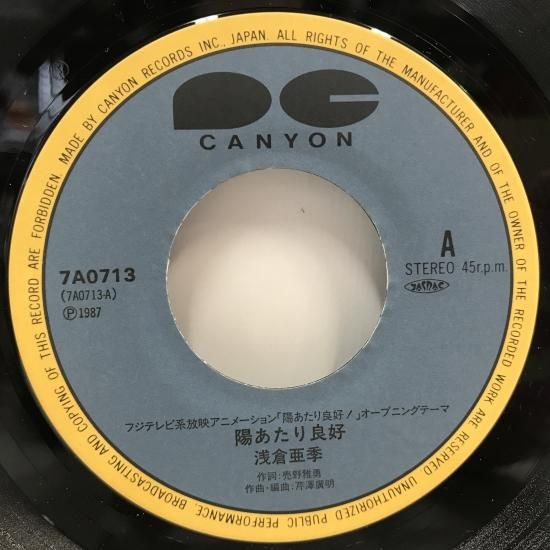 MADE BY CANYON RECORDS INC., JAPAN. ALL RIGHTS OF THE MANUFACTURER AND OF THE OWNER OF THE RECORDED WORK ARE RESERVED UNAUTHORIZED PUBLIC PERFORMANCE BROADCASTING AND COPYING OF THIS RECORD ARE FORBIDDEN.
PC
CANYON
A
STEREO 45r.p.m.
JASRAC
7A0713
(7A0713-A)
Ⓟ1987
フジテレビ系放映アニメーション「陽あたり良好!」オープニングテーマ
陽あたり良好
浅倉亜季
作詞:売野雅勇
作曲・編曲:芹澤廣明